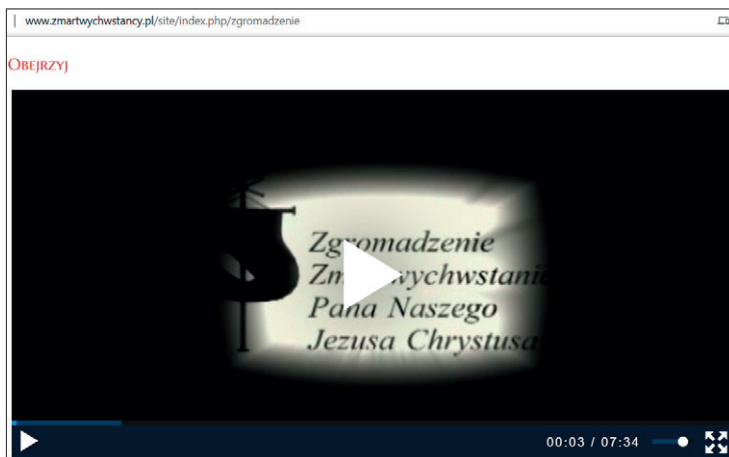 www.zmartwychwstancy.pl/site/index.php/zgromadzenie
OBEJRZYJ
Zgromadzenie
Pana Naszego
Jezusa Chrystusa
00:03 / 07:34